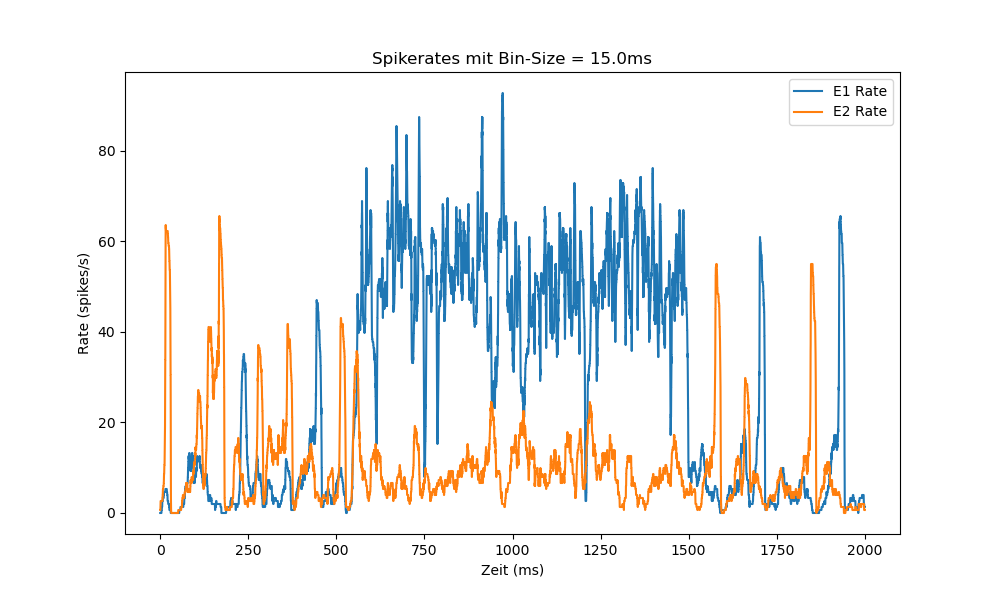 Spikerates mit Bin-Size = 15.0ms
E1 Rate
E2 Rate
Rate (spikes/s)
80
60
40
20
0
0 250 500 750 1000 1250 1500 1750 2000
Zeit (ms)